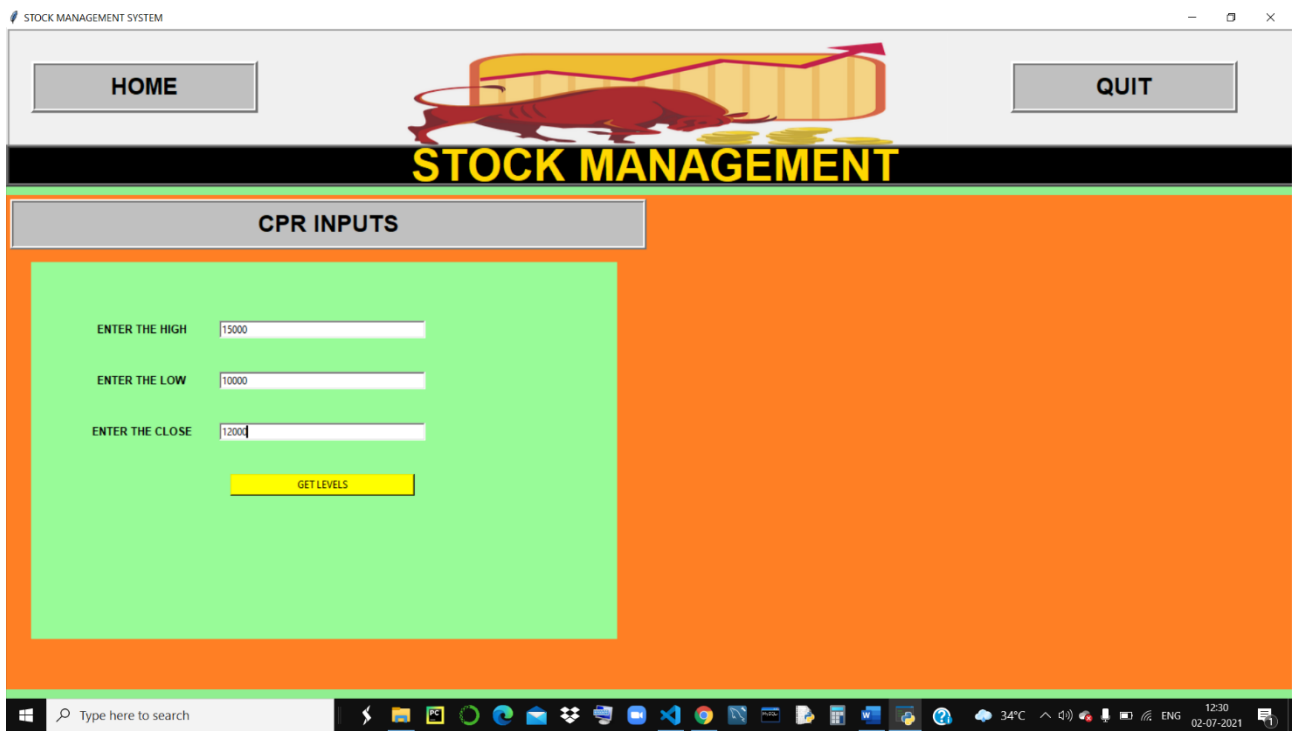 STOCK MANAGEMENT SYSTEM
HOME
QUIT
STOCK MANAGEMENT
CPR INPUTS
ENTER THE HIGH 15000
ENTER THE LOW 10000
ENTER THE CLOSE 12000
GET LEVELS
Type here to search
34°C
ENG
12:30
02-07-2021